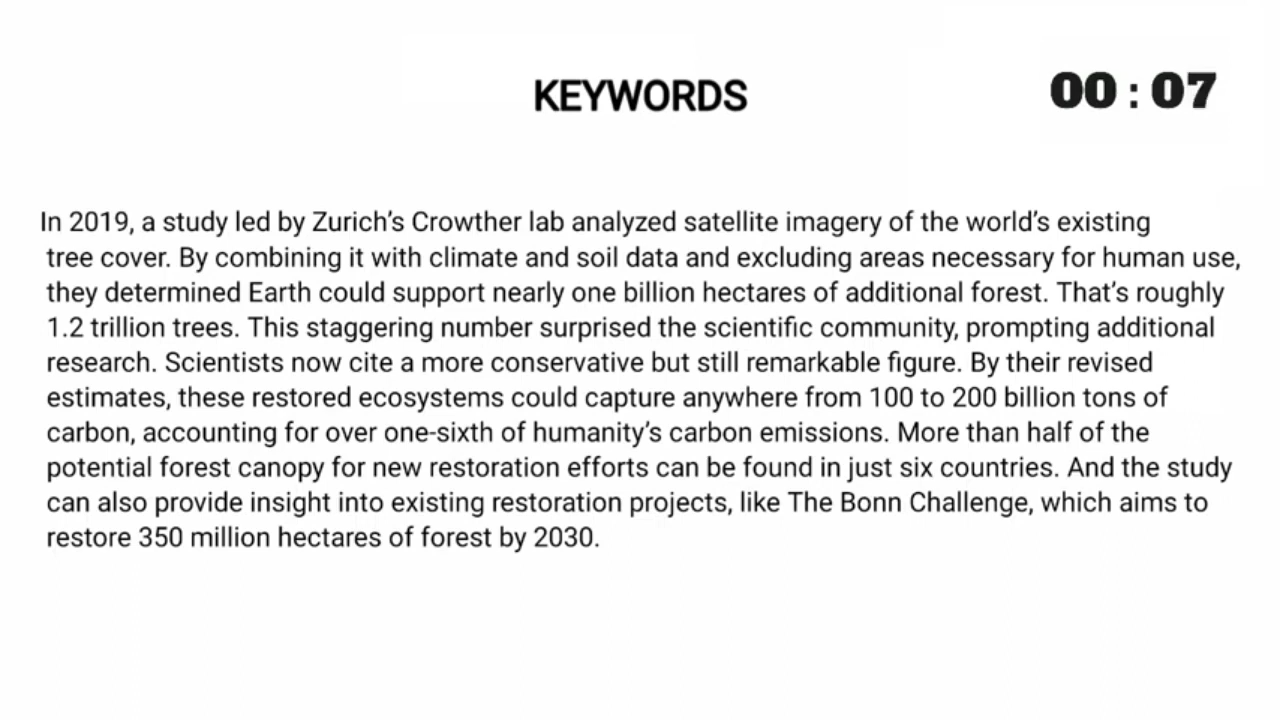 KEYWORDS
00 : 07
In 2019, a study led by Zurich’s Crowther lab analyzed satellite imagery of the world’s existing
tree cover. By combining it with climate and soil data and excluding areas necessary for human use,
they determined Earth could support nearly one billion hectares of additional forest. That’s roughly
1.2 trillion trees. This staggering number surprised the scientific community, prompting additional
research. Scientists now cite a more conservative but still remarkable figure. By their revised
estimates, these restored ecosystems could capture anywhere from 100 to 200 billion tons of
carbon, accounting for over one-sixth of humanity’s carbon emissions. More than half of the
potential forest canopy for new restoration efforts can be found in just six countries. And the study
can also provide insight into existing restoration projects, like The Bonn Challenge, which aims to
restore 350 million hectares of forest by 2030.